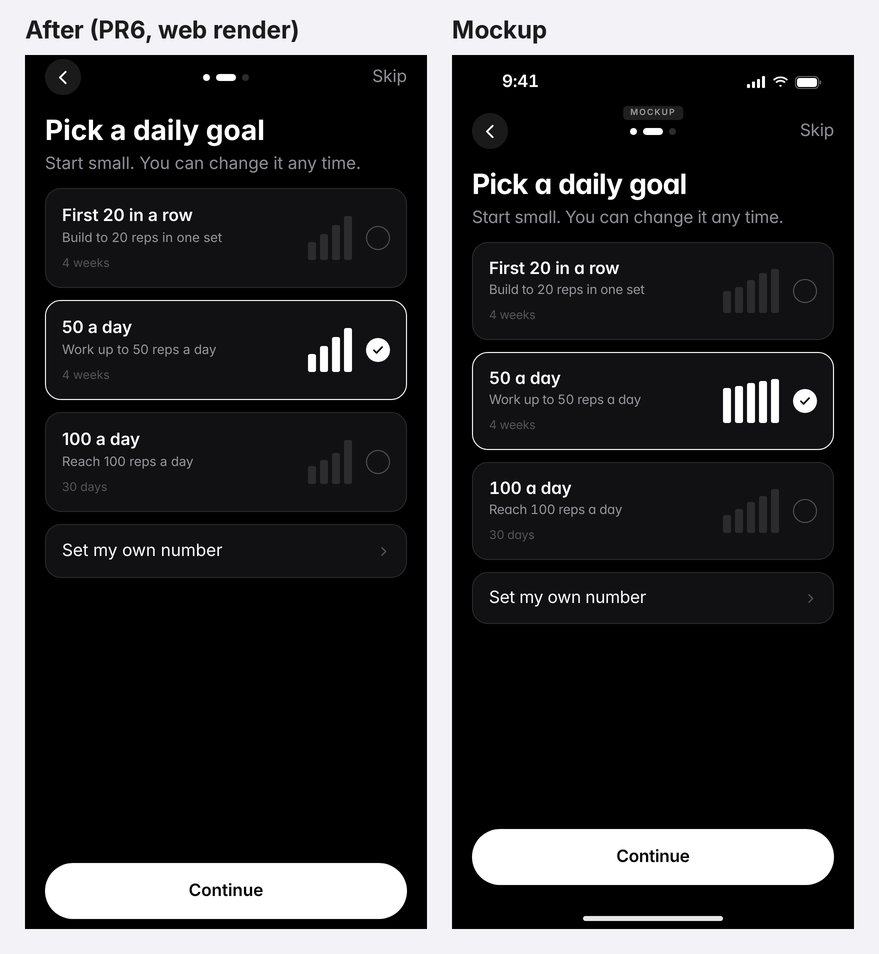 After (PR6, web render)
Skip
Pick a daily goal
Start small. You can change it any time.
First 20 in a row
Build to 20 reps in one set
4 weeks
50 a day
Work up to 50 reps a day
4 weeks
100 a day
Reach 100 reps a day
30 days
Set my own number
Continue
Mockup
9:41
MOCKUP
Skip
Pick a daily goal
Start small. You can change it any time.
First 20 in a row
Build to 20 reps in one set
4 weeks
50 a day
Work up to 50 reps a day
4 weeks
100 a day
Reach 100 reps a day
30 days
Set my own number
Continue